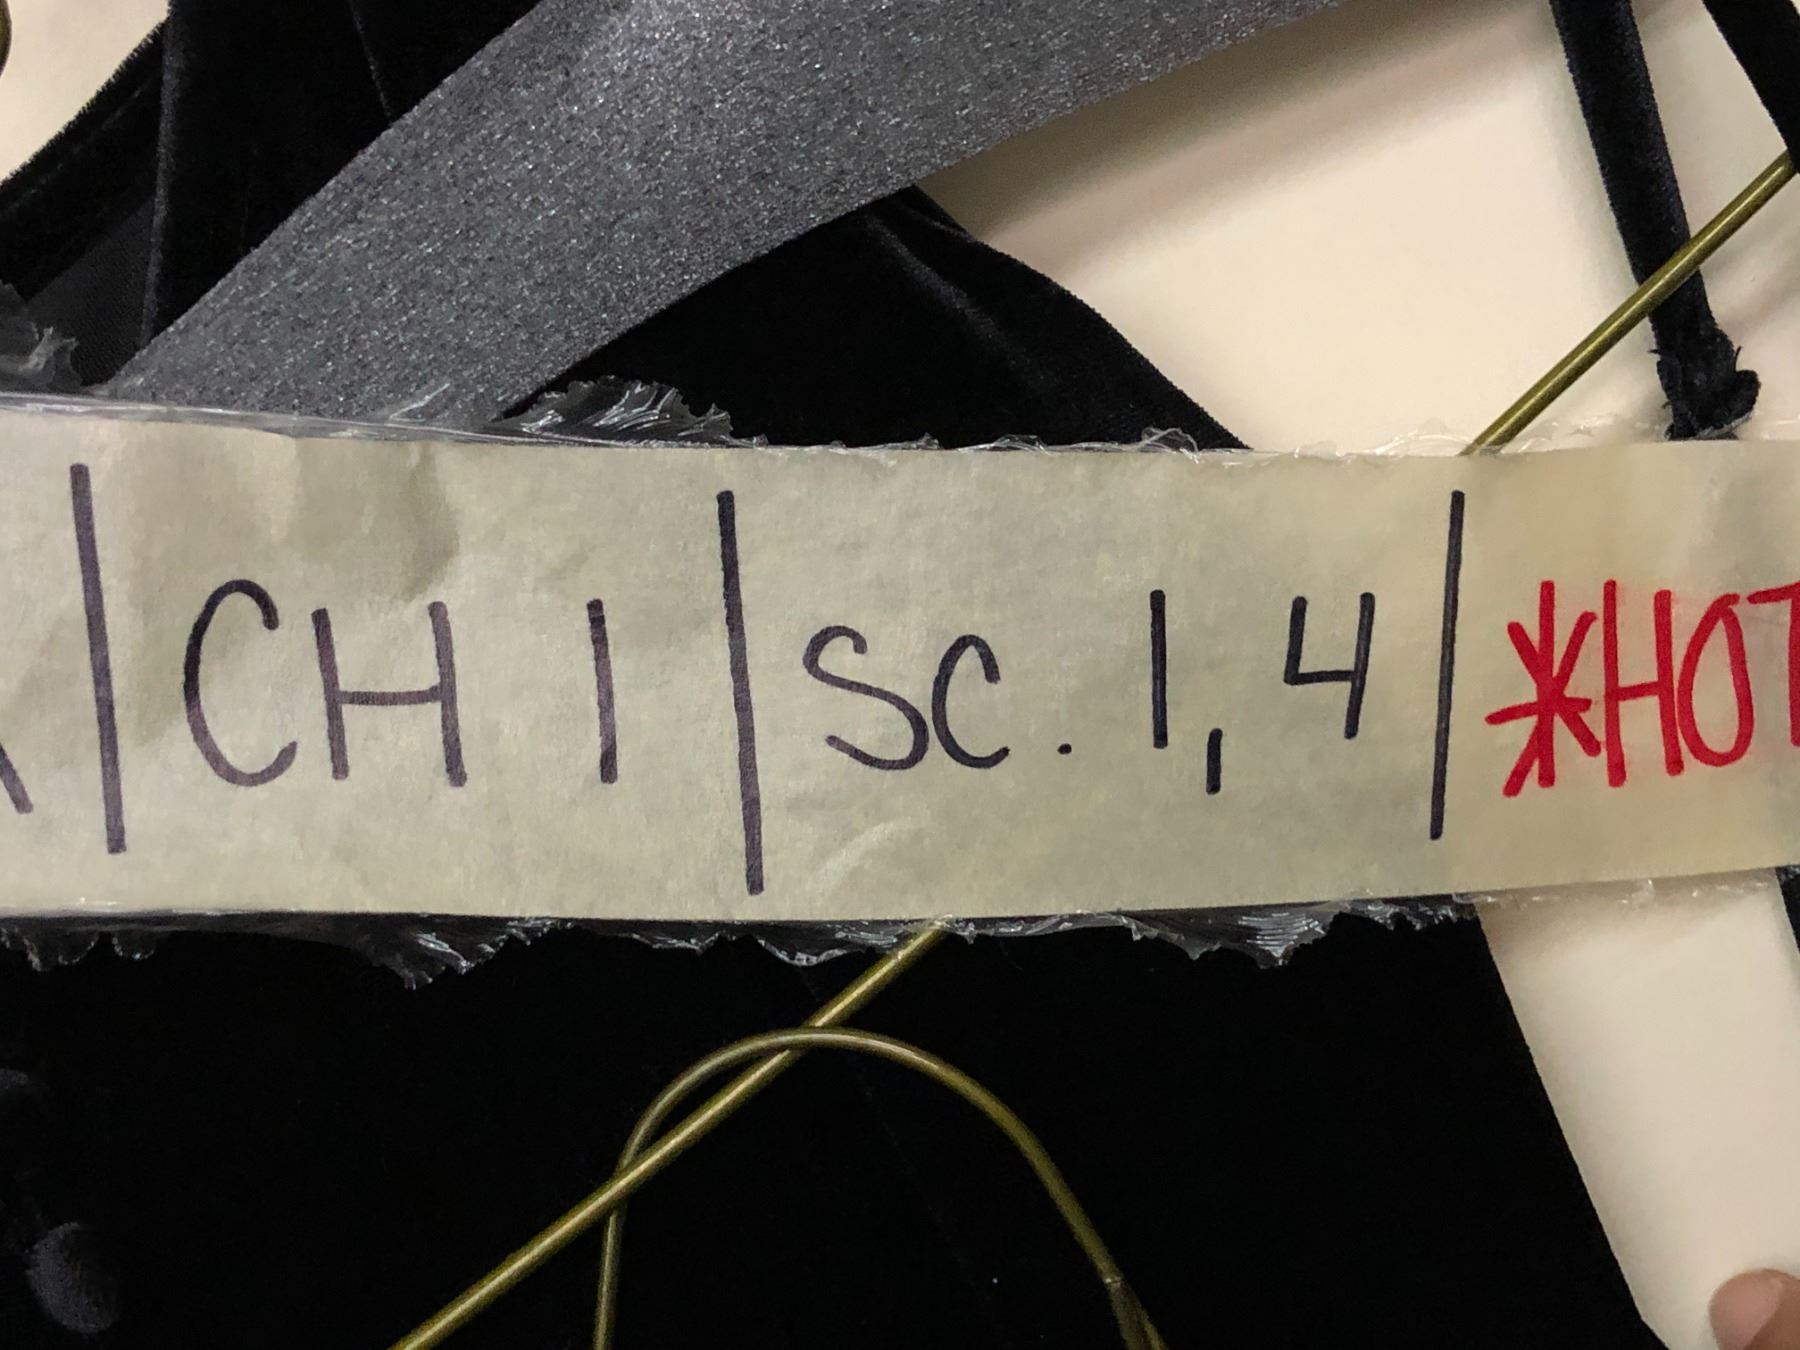 | CH 1 | SC. 1, 4 | *HOT